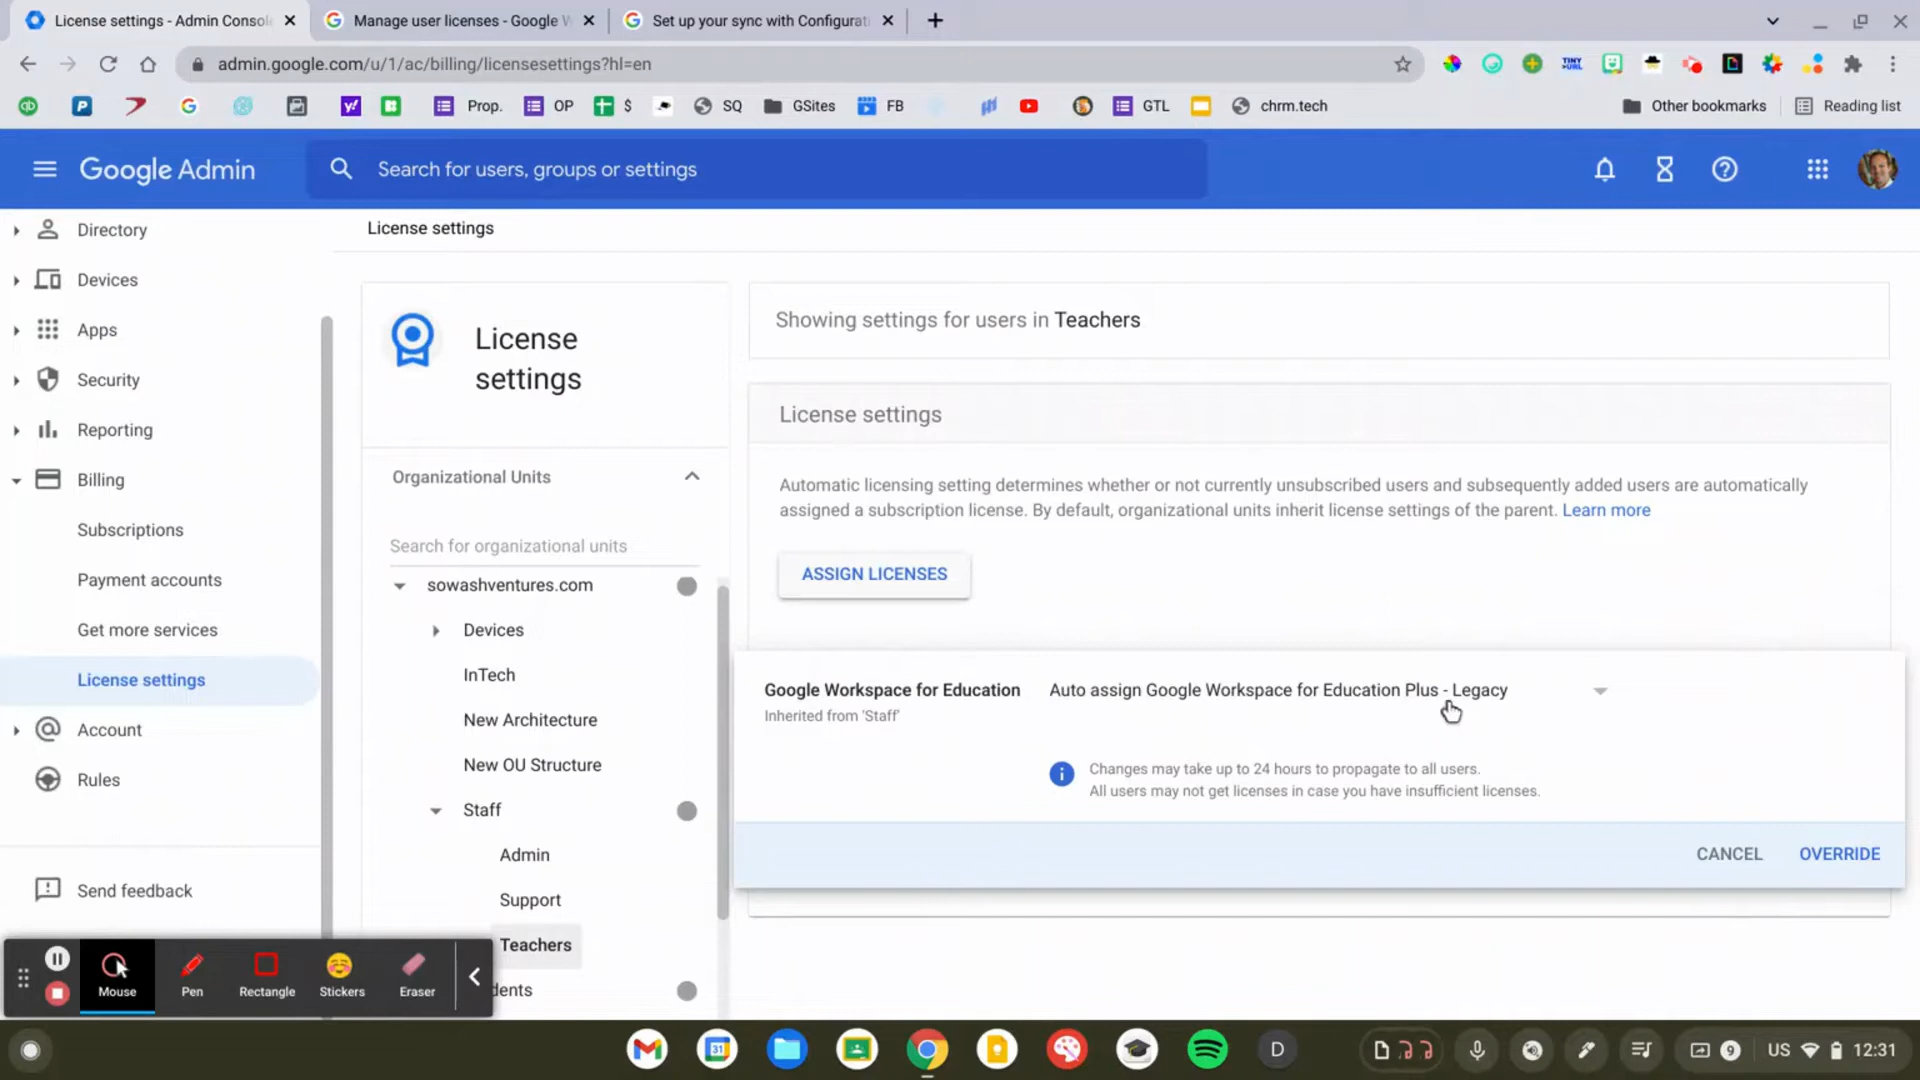 License settings - Admin Consol
Manage user licenses - Google W
Set up your sync with Configurat
admin.google.com/u/1/ac/billing/licensesettings?hl=en
TINY
URL
Prop.
OP
$
SQ
GSites
FB
GTL
chrm.tech
Other bookmarks
Reading list
Google Admin
Search for users, groups or settings
Directory
Devices
Apps
Security
Reporting
Billing
Subscriptions
Payment accounts
Get more services
License settings
Account
Rules
Send feedback
License settings
License
settings
Organizational Units
Search for organizational units
sowashventures.com
Devices
InTech
New Architecture
New OU Structure
Staff
Admin
Support
Teachers
dents
Showing settings for users in Teachers
License settings
Automatic licensing setting determines whether or not currently unsubscribed users and subsequently added users are automatically
assigned a subscription license. By default, organizational units inherit license settings of the parent. Learn more
ASSIGN LICENSES
Google Workspace for Education
Inherited from 'Staff'
Auto assign Google Workspace for Education Plus - Legacy
Changes may take up to 24 hours to propagate to all users.
All users may not get licenses in case you have insufficient licenses.
CANCEL
OVERRIDE
Mouse
Pen
Rectangle
Stickers
Eraser
31
D
9
US
12:31